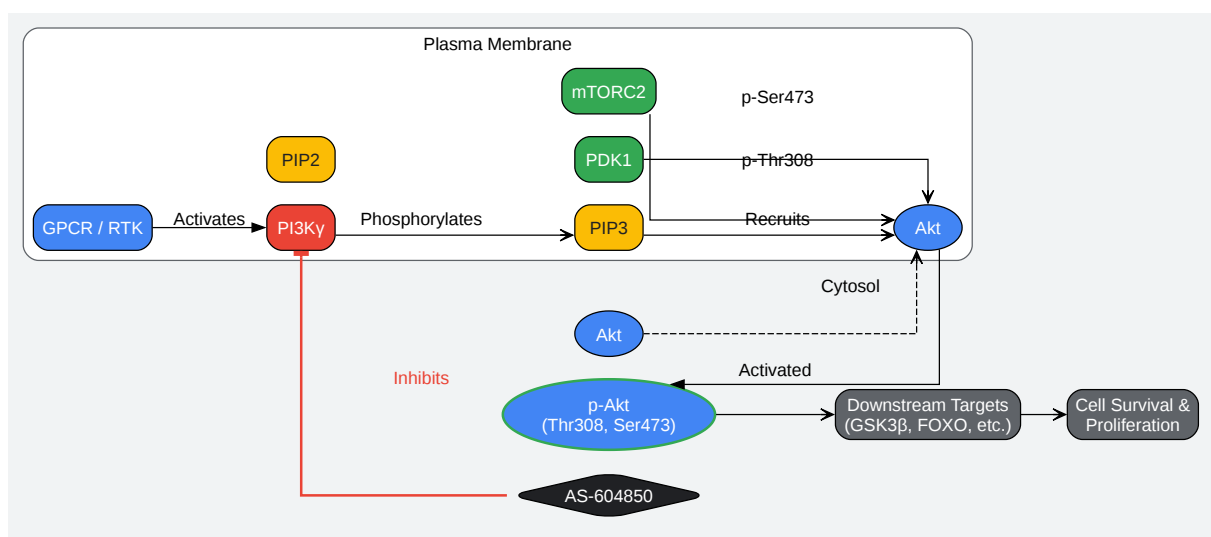 Plasma Membrane
mTORC2
p-Ser473
PIP2
PDK1
p-Thr308
GPCR / RTK
Activates
PI3Kγ
Phosphorylates
PIP3
Recruits
Akt
Cytosol
Akt
Activated
Inhibits
p-Akt
(Thr308, Ser473)
Downstream Targets
(GSK3β, FOXO, etc.)
Cell Survival &
Proliferation
AS-604850